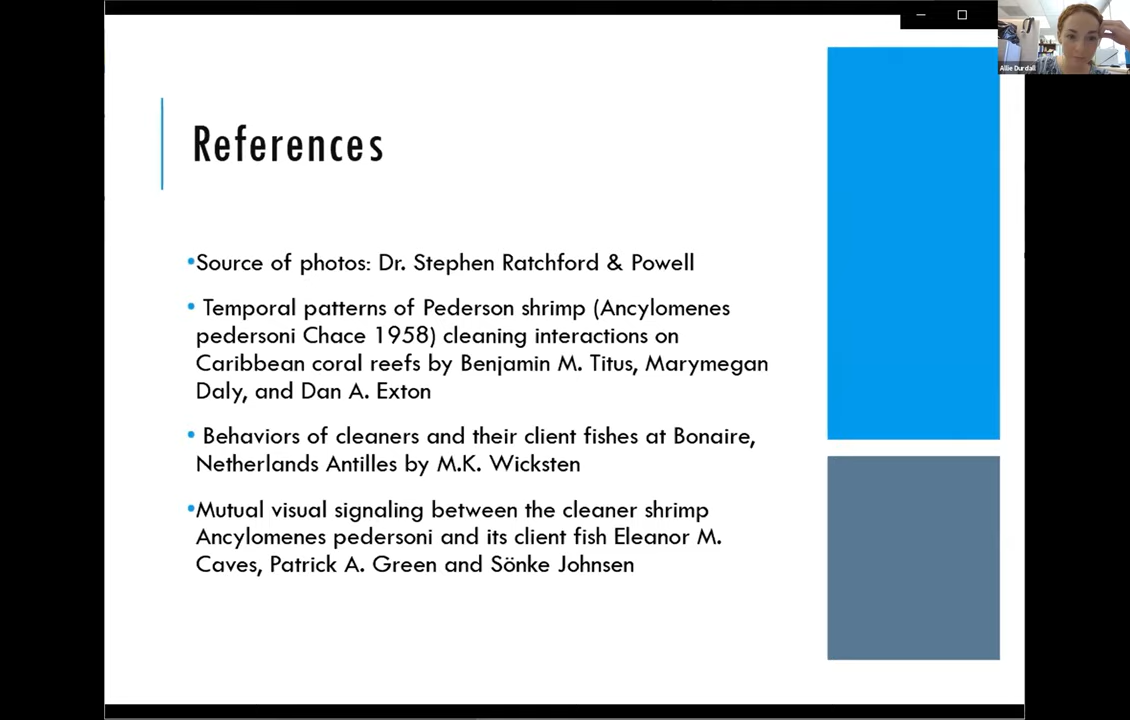 Allie Durdall
References
•Source of photos: Dr. Stephen Ratchford & Powell
• Temporal patterns of Pederson shrimp (Ancylomenes
pedersoni Chace 1958) cleaning interactions on
Caribbean coral reefs by Benjamin M. Titus, Marymegan
Daly, and Dan A. Exton
• Behaviors of cleaners and their client fishes at Bonaire,
Netherlands Antilles by M.K. Wicksten
•Mutual visual signaling between the cleaner shrimp
Ancylomenes pedersoni and its client fish Eleanor M.
Caves, Patrick A. Green and Sönke Johnsen